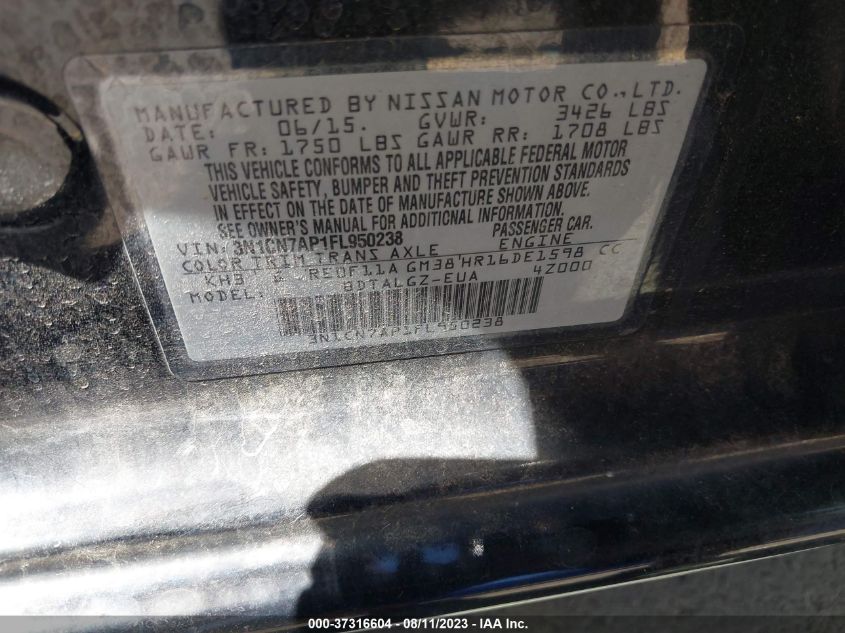 MANUFACTURED BY NISSAN MOTOR CO.,LTD.
DATE: 06/15. GVWR: 3426 LBS
GAWR FR: 1750 LBS GAWR RR: 1708 LBS
THIS VEHICLE CONFORMS TO ALL APPLICABLE FEDERAL MOTOR
VEHICLE SAFETY, BUMPER AND THEFT PREVENTION STANDARDS
IN EFFECT ON THE DATE OF MANUFACTURE SHOWN ABOVE.
SEE OWNER'S MANUAL FOR ADDITIONAL INFORMATION.
VIN: 3N1CN7AP1FL950238 PASSENGER CAR.
COLOR TRIM TRANS AXLE ENGINE
KH3 RE0F11A GM38 HR16DE1598 CC
MODEL: BDTALGZ-EUA 4Z000
3N1CN7AP1FL950238
000-37316604 - 08/11/2023 - IAAI.com